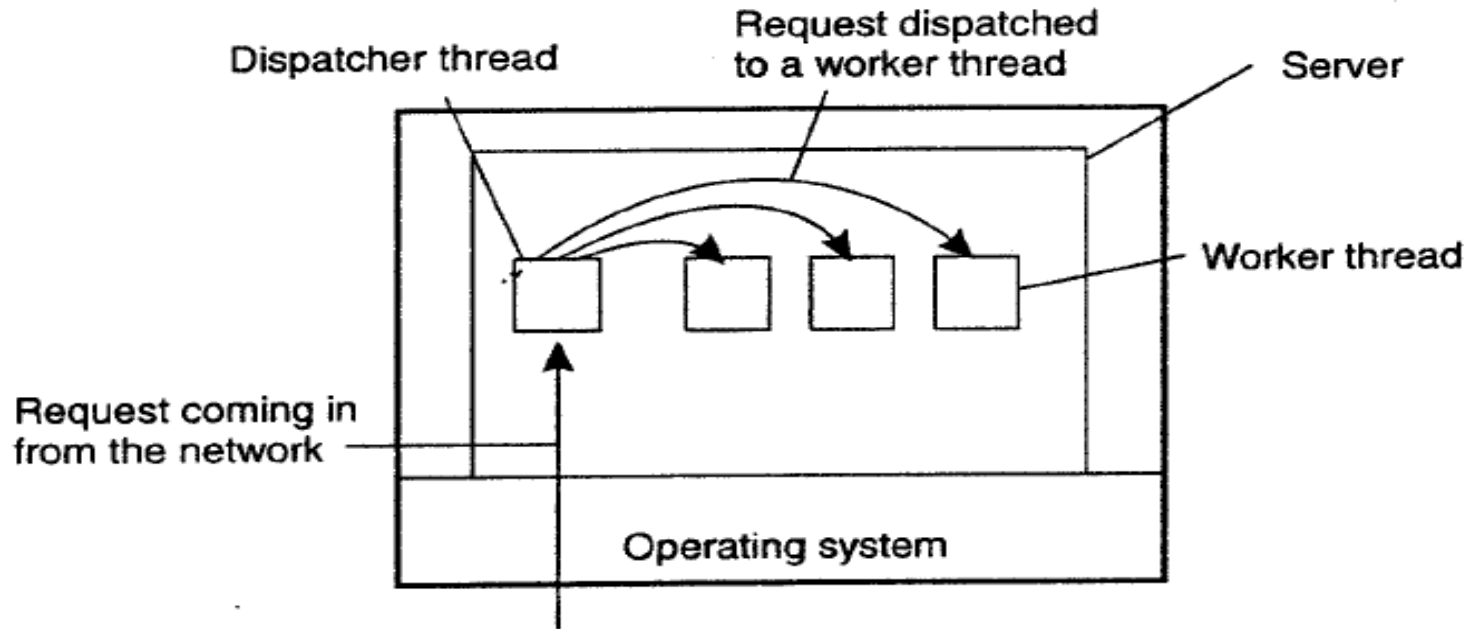 Request dispatched
to a worker thread
Dispatcher thread
Server
Worker thread
Request coming in
from the network
Operating system